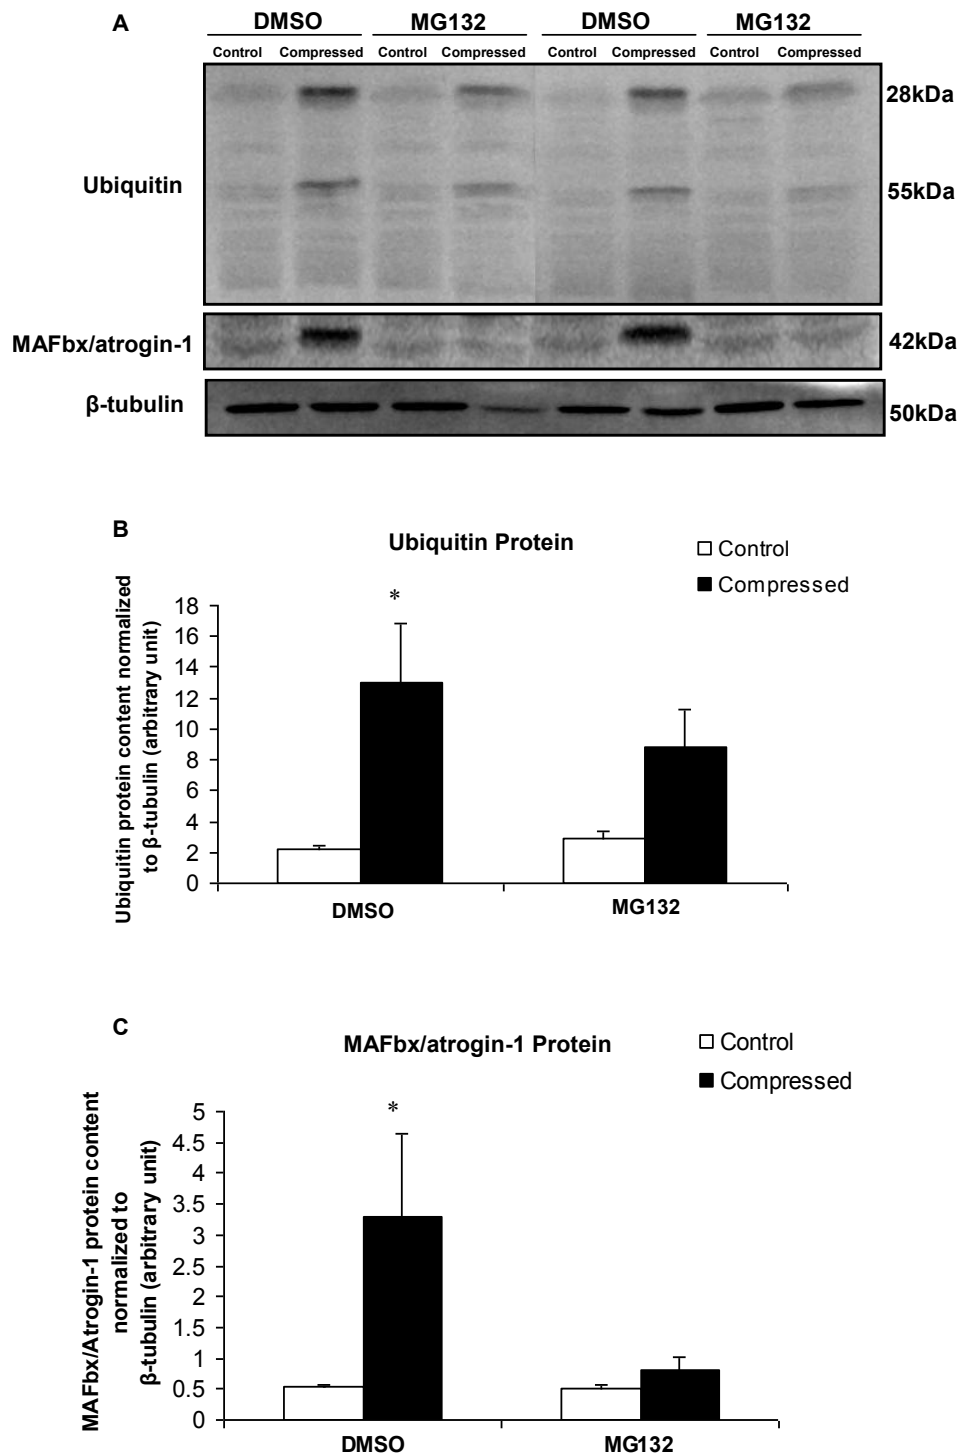 A
DMSO MG132 DMSO MG132
Control Compressed Control Compressed Control Compressed Control Compressed
28kDa
Ubiquitin
55kDa
MAFbx/atrogin-1
42kDa
β-tubulin
50kDa
B
Ubiquitin Protein
Control
Compressed
*
Ubiquitin protein content normalized
to β-tubulin (arbitrary unit)
18
16
14
12
10
8
6
4
2
0
DMSO
MG132
C
MAFbx/atrogin-1 Protein
Control
Compressed
*
MAFbx/Atrogin-1 protein content
normalized to
β-tubulin (arbitrary unit)
5
4.5
4
3.5
3
2.5
2
1.5
1
0.5
0
DMSO
MG132